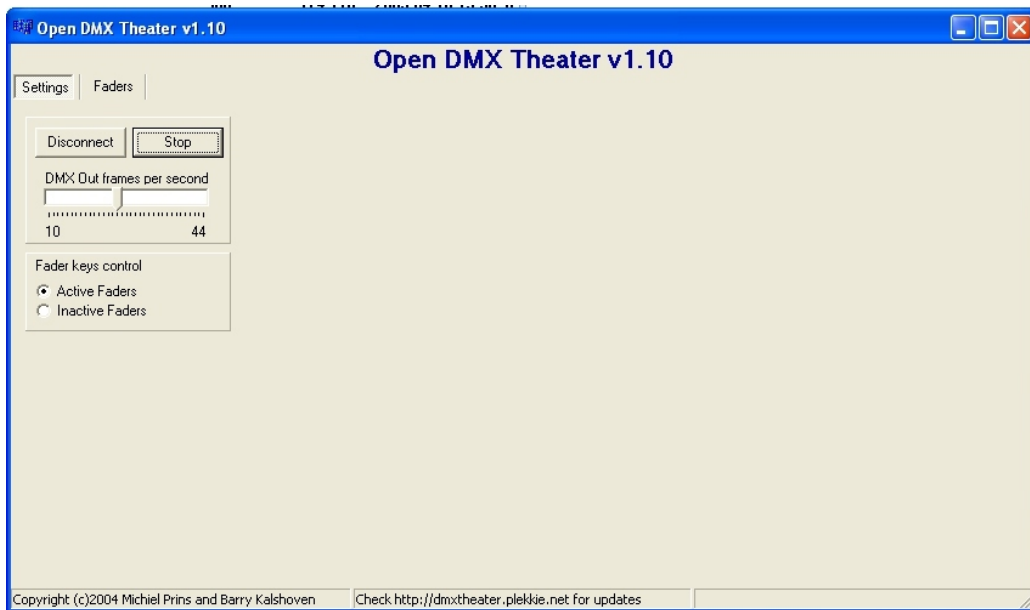 Open DMX Theater v1.10
Open DMX Theater v1.10
Settings Faders
Disconnect Stop
DMX Out frames per second
10 44
Fader keys control
Active Faders
Inactive Faders
Copyright (c)2004 Michiel Prins and Barry Kalshoven Check http://dmxtheater.plekkie.net for updates